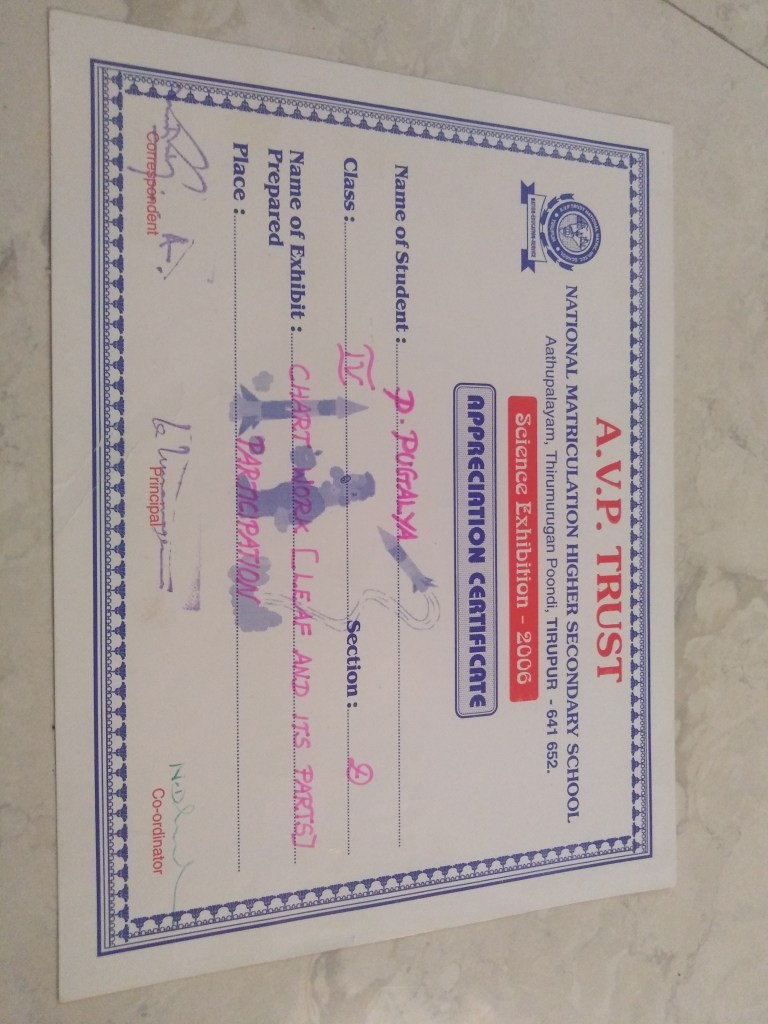 A.V.P. TRUST
NATIONAL MATRICULATION HIGHER SECONDARY SCHOOL
Aathupalayam, Thirumurugan Poondi, TIRUPUR - 641 652.
Science Exhibition - 2006
APPRECIATION CERTIFICATE
Name of Student : P. PUGALYA
Class : IV Section : D
Name of Exhibit : CHART WORK [LEAF AND ITS PARTS]
Prepared
Place : PARTICIPATION
Correspondent Principal Co-ordinator